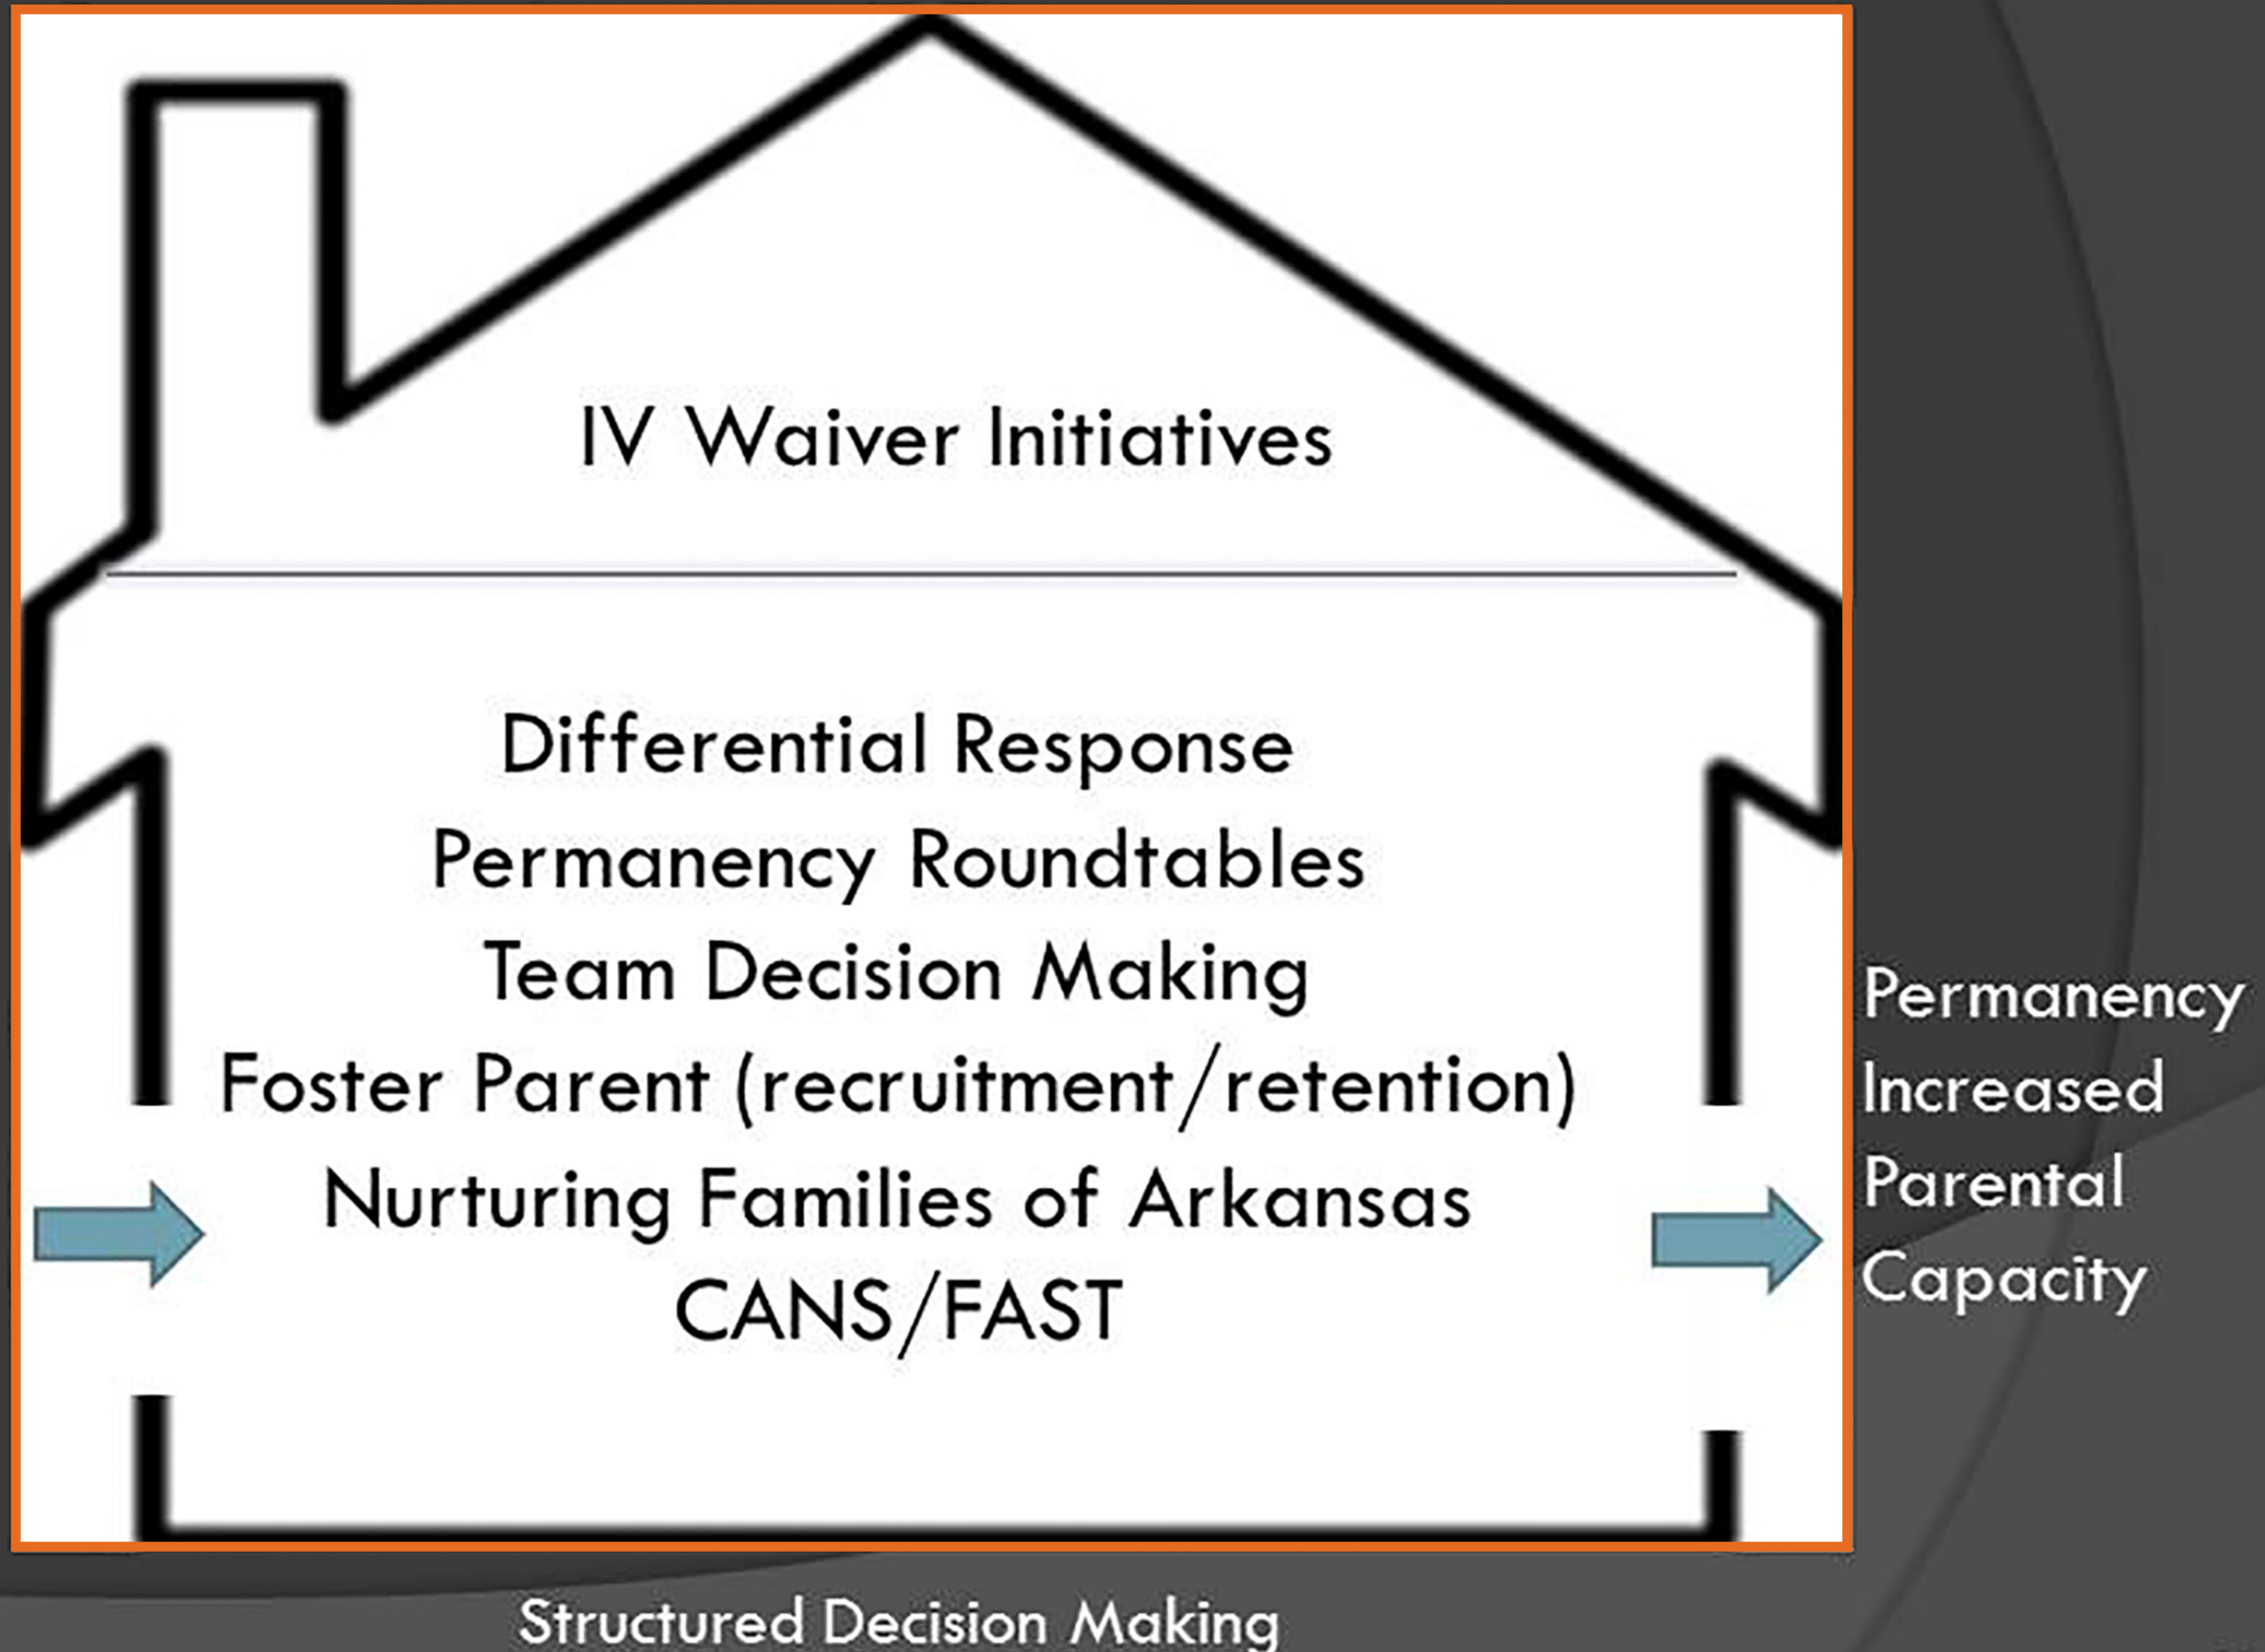 IV Waiver Initiatives
Differential Response
Permanency Roundtables
Team Decision Making
Foster Parent (recruitment/retention)
Nurturing Families of Arkansas
CANS/FAST
Permanency
Increased
Parental
Capacity
Structured Decision Making